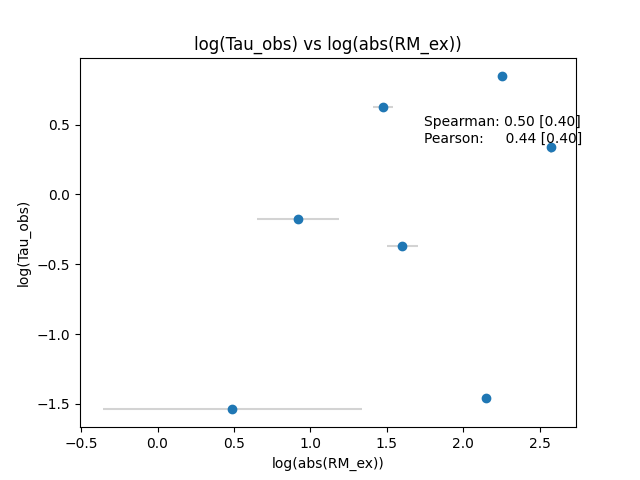 log(Tau_obs) vs log(abs(RM_ex))
Spearman: 0.50 [0.40]
Pearson: 0.44 [0.40]
0.5
0.0
−0.5
−1.0
−1.5
log(Tau_obs)
−0.5 0.0 0.5 1.0 1.5 2.0 2.5
log(abs(RM_ex))